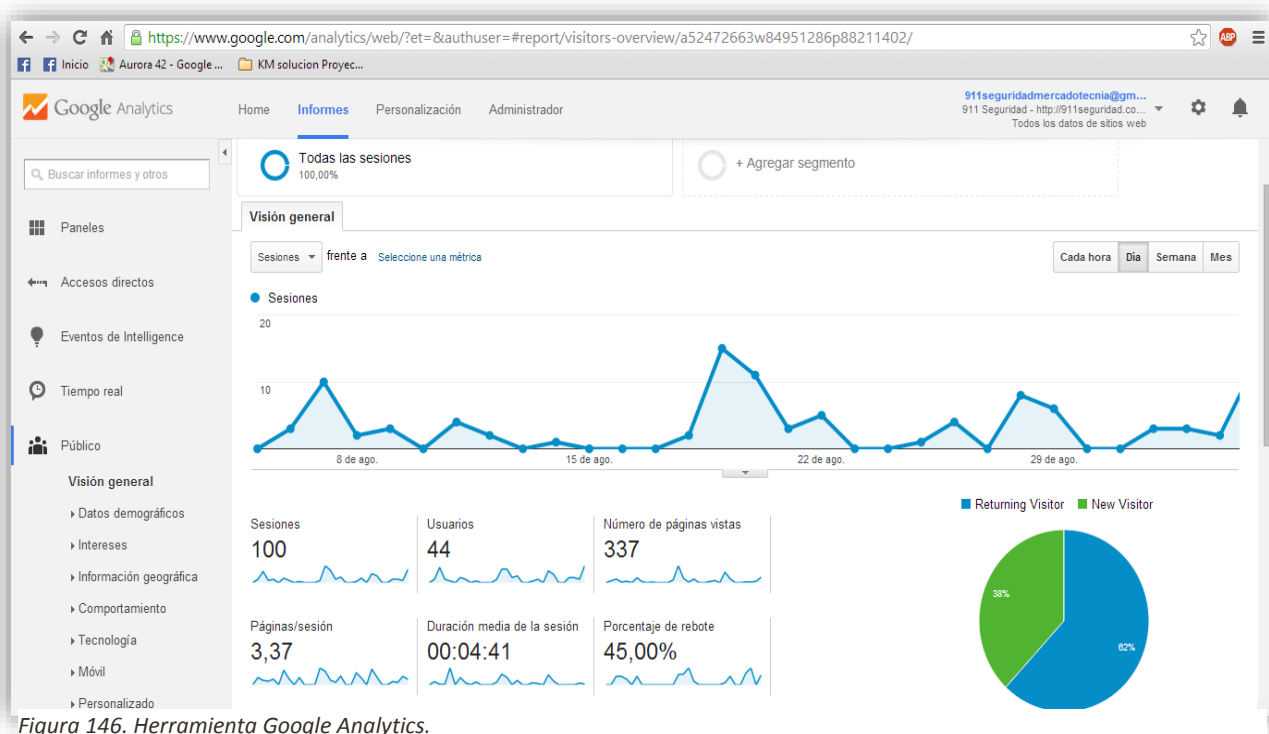 https://www.google.com/analytics/web/?et=&authuser=#report/visitors-overview/a52472663w84951286p88211402/
ABP
Inicio Aurora 42 - Google ... KM solucion Proyec...
Google Analytics
Home Informes Personalización Administrador
911seguridadmercadotecnia@gm...
911 Seguridad - http://911seguridad.co...
Todos los datos de sitios web
Buscar informes y otros
Paneles
Accesos directos
Eventos de Intelligence
Tiempo real
Público
Visión general
Datos demográficos
Intereses
Información geográfica
Comportamiento
Tecnología
Móvil
Personalizado
Todas las sesiones
100,00%
+ Agregar segmento
Visión general
Sesiones frente a Seleccione una métrica
Cada hora Día Semana Mes
Sesiones
20
10
8 de ago. 15 de ago. 22 de ago. 29 de ago.
Returning Visitor New Visitor
38%
62%
Sesiones
100
Usuarios
44
Número de páginas vistas
337
Páginas/sesión
3,37
Duración media de la sesión
00:04:41
Porcentaje de rebote
45,00%
Figura 146. Herramienta Google Analytics.